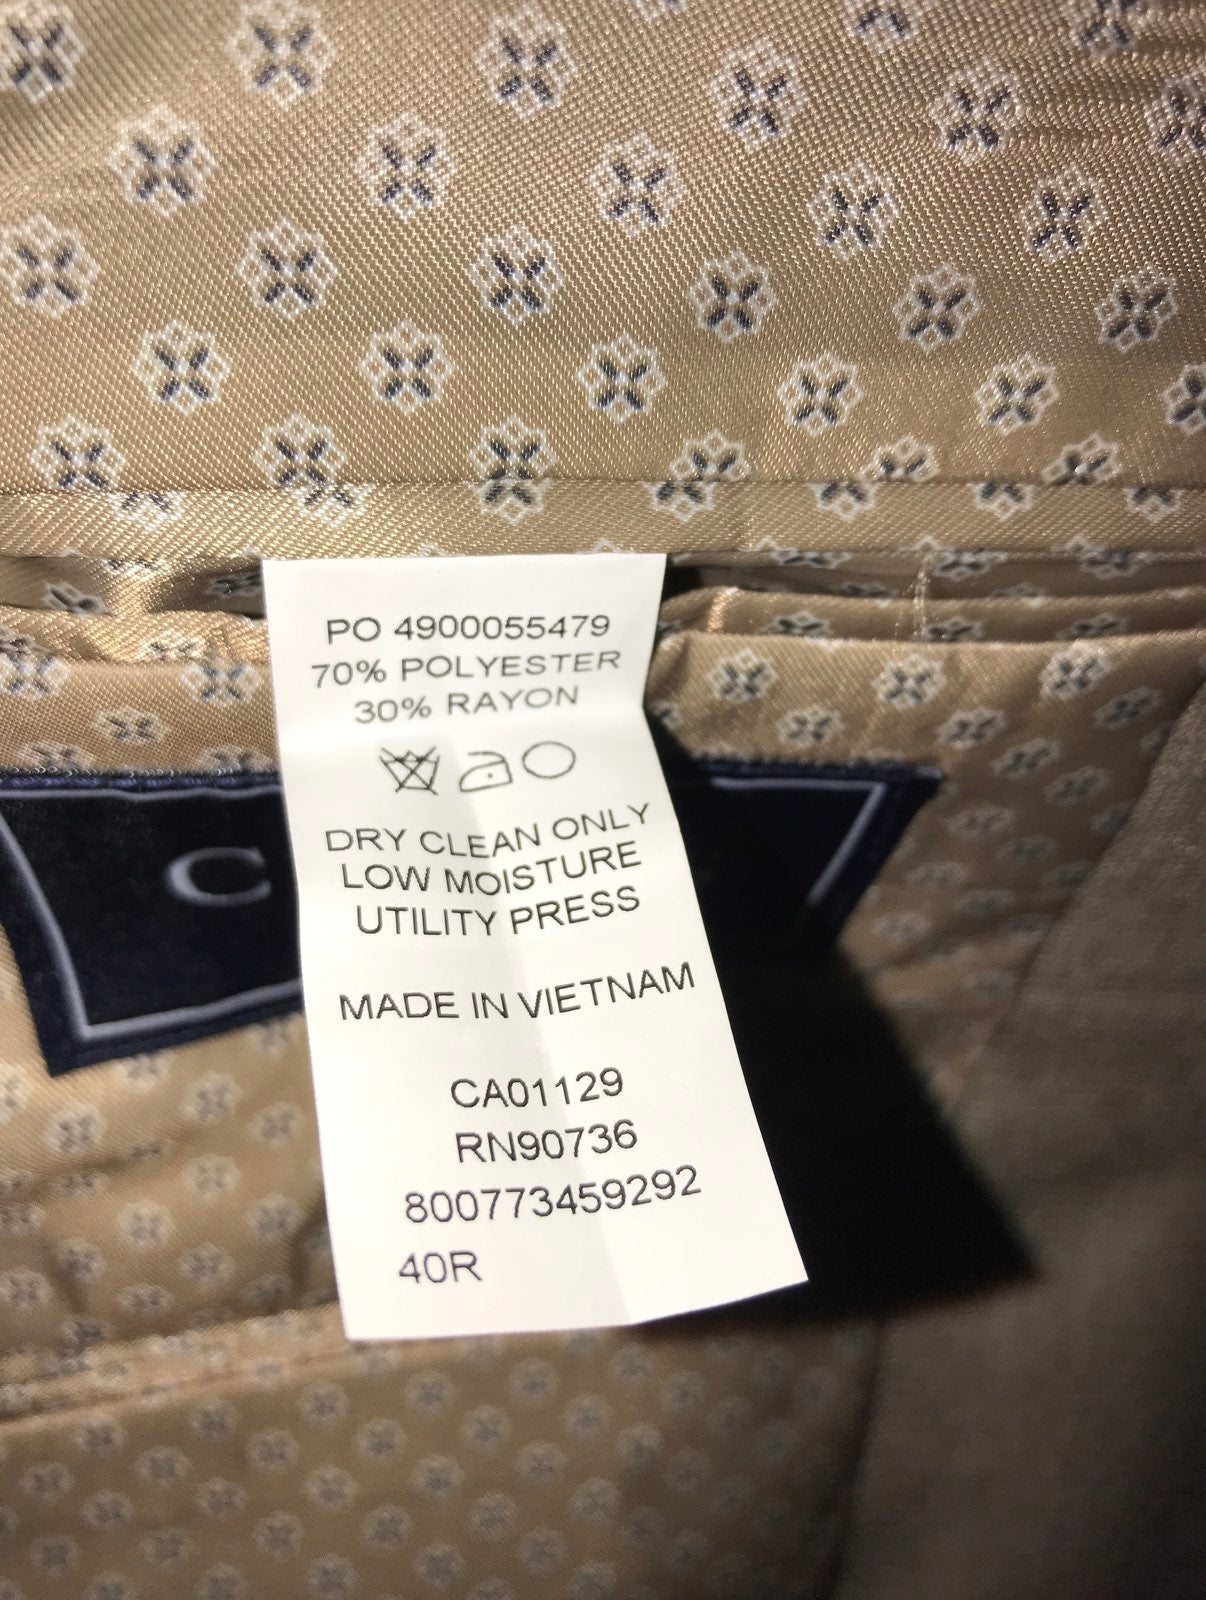 PO 4900055479
70% POLYESTER
30% RAYON
DRY CLEAN ONLY
LOW MOISTURE
UTILITY PRESS
MADE IN VIETNAM
CA01129
RN90736
800773459292
40R
C